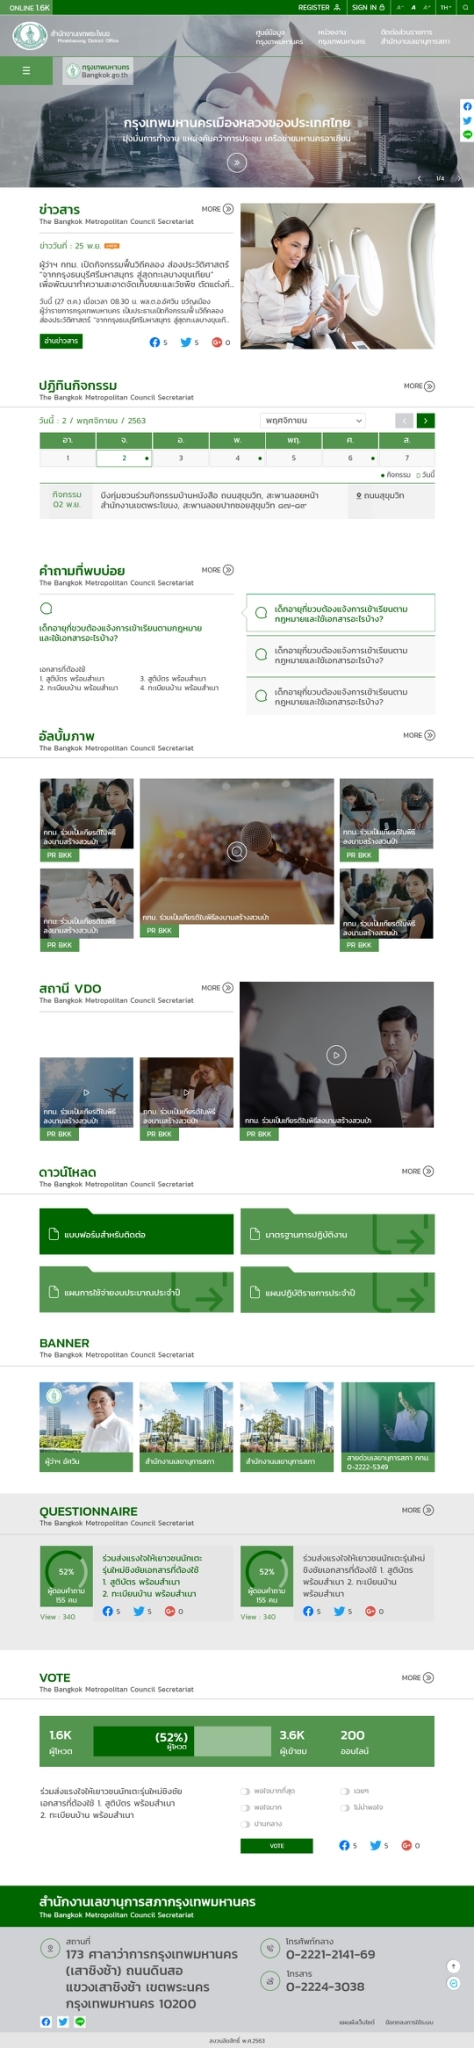 ONLINE 1.6K
REGISTER
SIGN IN
TH
สำนักงานเขตพระโขนง
Phrakhanong District Office
ศูนย์ข้อมูล
กรุงเทพมหานคร
หน่วยงาน
กรุงเทพมหานคร
ติดต่อส่วนราชการ
สำนักงานเลขานุการสภา
กรุงเทพมหานคร
Bangkok.go.th
กรุงเทพมหานครเมืองหลวงของประเทศไทย
มุ่งมั่นการทำงาน แหล่งค้นคว้าการประชุม เครือข่ายมหานครอาเซียน
1/4
ข่าวสาร
The Bangkok Metropolitan Council Secretariat
MORE
ข่าววันที่ : 25 พ.ย.
ผู้ว่าฯ กทม. เปิดกิจกรรมฟื้นวิถีคลอง ส่องประวัติศาสตร์
"จากกรุงธนบุรีศรีมหาสมุทร สู่สุดทะเลบางขุนเทียน"
เพื่อพัฒนาทำความสะอาดจัดเก็บขยะและวัชพืช ตัดแต่งกิ่...
วันนี้ (27 ต.ค.) เมื่อเวลา 08.30 น. พล.ต.อ.อัศวิน ขวัญเมือง
ผู้ว่าราชการกรุงเทพมหานคร เป็นประธานเปิดกิจกรรมฟื้นวิถีคลอง
ส่องประวัติศาสตร์ "จากกรุงธนบุรีศรีมหาสมุทร สู่สุดทะเลบางขุนเที...
อ่านข่าวสาร
5 5 0
ปฏิทินกิจกรรม
The Bangkok Metropolitan Council Secretariat
MORE
วันนี้ : 2 / พฤศจิกายน / 2563
พฤศจิกายน
อา. จ. อ. พ. พฤ. ศ. ส.
1 2 3 4 5 6 7
กิจกรรม วันนี้
กิจกรรม
02 พ.ย.
บึงกุ่มชวนร่วมกิจกรรมบ้านหนังสือ ถนนสุขุมวิท, สะพานลอยหน้า
สำนักงานเขตพระโขนง, สะพานลอยปากซอยสุขุมวิท
ถนนสุขุมวิท
คำถามที่พบบ่อย
The Bangkok Metropolitan Council Secretariat
MORE
เด็กอายุกี่ขวบต้องแจ้งการเข้าเรียนตามกฎหมาย
และใช้เอกสารอะไรบ้าง?
เอกสารที่ต้องใช้
1. สูติบัตร พร้อมสำเนา
2. ทะเบียนบ้าน พร้อมสำเนา
3. สูติบัตร พร้อมสำเนา
4. ทะเบียนบ้าน พร้อมสำเนา
เด็กอายุกี่ขวบต้องแจ้งการเข้าเรียนตาม
กฎหมายและใช้เอกสารอะไรบ้าง?
เด็กอายุกี่ขวบต้องแจ้งการเข้าเรียนตาม
กฎหมายและใช้เอกสารอะไรบ้าง?
เด็กอายุกี่ขวบต้องแจ้งการเข้าเรียนตาม
กฎหมายและใช้เอกสารอะไรบ้าง?
อัลบั้มภาพ
The Bangkok Metropolitan Council Secretariat
MORE
กทม. ร่วมเป็นเกียรติในพิธี
ลงนามสร้างสวนป่า
PR BKK
กทม. ร่วมเป็นเกียรติในพิธี
ลงนามสร้างสวนป่า
PR BKK
กทม. ร่วมเป็นเกียรติในพิธีลงนามสร้างสวนป่า
PR BKK
กทม. ร่วมเป็นเกียรติในพิธี
ลงนามสร้างสวนป่า
PR BKK
กทม. ร่วมเป็นเกียรติในพิธี
ลงนามสร้างสวนป่า
PR BKK
สถานี VDO
The Bangkok Metropolitan Council Secretariat
MORE
กทม. ร่วมเป็นเกียรติในพิธี
ลงนามสร้างสวนป่า
PR BKK
กทม. ร่วมเป็นเกียรติในพิธี
ลงนามสร้างสวนป่า
PR BKK
กทม. ร่วมเป็นเกียรติในพิธีลงนามสร้างสวนป่า
PR BKK
ดาวน์โหลด
The Bangkok Metropolitan Council Secretariat
MORE
แบบฟอร์มสำหรับติดต่อ
มาตรฐานการปฏิบัติงาน
แผนการใช้จ่ายงบประมาณประจำปี
แผนปฏิบัติราชการประจำปี
BANNER
The Bangkok Metropolitan Council Secretariat
ผู้ว่าฯ อัศวิน
สำนักงานเลขานุการสภา
สำนักงานเลขานุการสภา
สายด่วนเลขานุการสภา กทม.
0-2222-5349
QUESTIONNAIRE
The Bangkok Metropolitan Council Secretariat
MORE
52%
ผู้ตอบคำถาม
155 คน
View : 340
ร่วมส่งแรงใจให้เยาวชนนักเตะ
รุ่นใหม่ชิงชัยเอกสารที่ต้องใช้
1. สูติบัตร พร้อมสำเนา
2. ทะเบียนบ้าน พร้อมสำเนา
5 5 0
52%
ผู้ตอบคำถาม
155 คน
View : 340
ร่วมส่งแรงใจให้เยาวชนนักเตะรุ่นใหม่
ชิงชัยเอกสารที่ต้องใช้ 1. สูติบัตร
พร้อมสำเนา 2. ทะเบียนบ้าน
พร้อมสำเนา
5 5 0
VOTE
The Bangkok Metropolitan Council Secretariat
MORE
1.6K
ผู้โหวต
(52%)
ผู้โหวต
3.6K
ผู้เข้าชม
200
ออนไลน์
ร่วมส่งแรงใจให้เยาวชนนักเตะรุ่นใหม่ชิงชัย
เอกสารที่ต้องใช้ 1. สูติบัตร พร้อมสำเนา
2. ทะเบียนบ้าน พร้อมสำเนา
พอใจมากที่สุด
เฉยๆ
พอใจมาก
ไม่น่าพอใจ
ปานกลาง
VOTE
5 5 0
สำนักงานเลขานุการสภากรุงเทพมหานคร
The Bangkok Metropolitan Council Secretariat
สถานที่
173 ศาลาว่าการกรุงเทพมหานคร
(เสาชิงช้า) ถนนดินสอ
แขวงเสาชิงช้า เขตพระนคร
กรุงเทพมหานคร 10200
โทรศัพท์กลาง
0-2221-2141-69
โทรสาร
0-2224-3038
แผนผังเว็บไซต์
ข้อตกลงการใช้ระบบ
สงวนลิขสิทธิ์ พ.ศ.2563